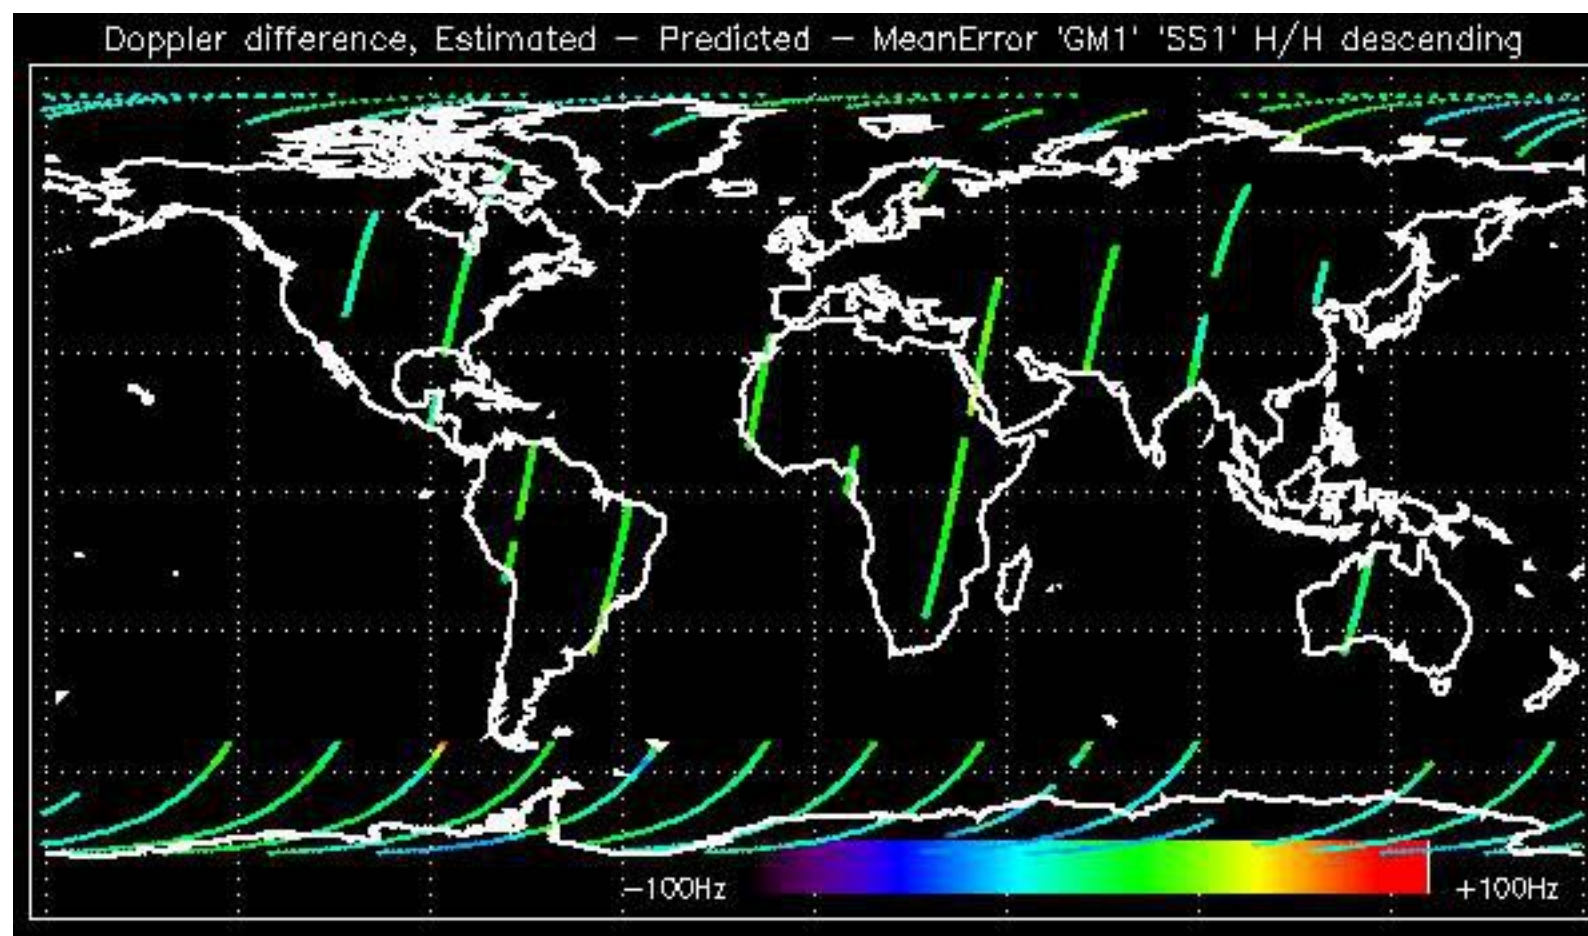 Doppler difference, Estimated – Predicted – MeanError 'GM1' 'SS1' H/H descending
–100Hz
+100Hz